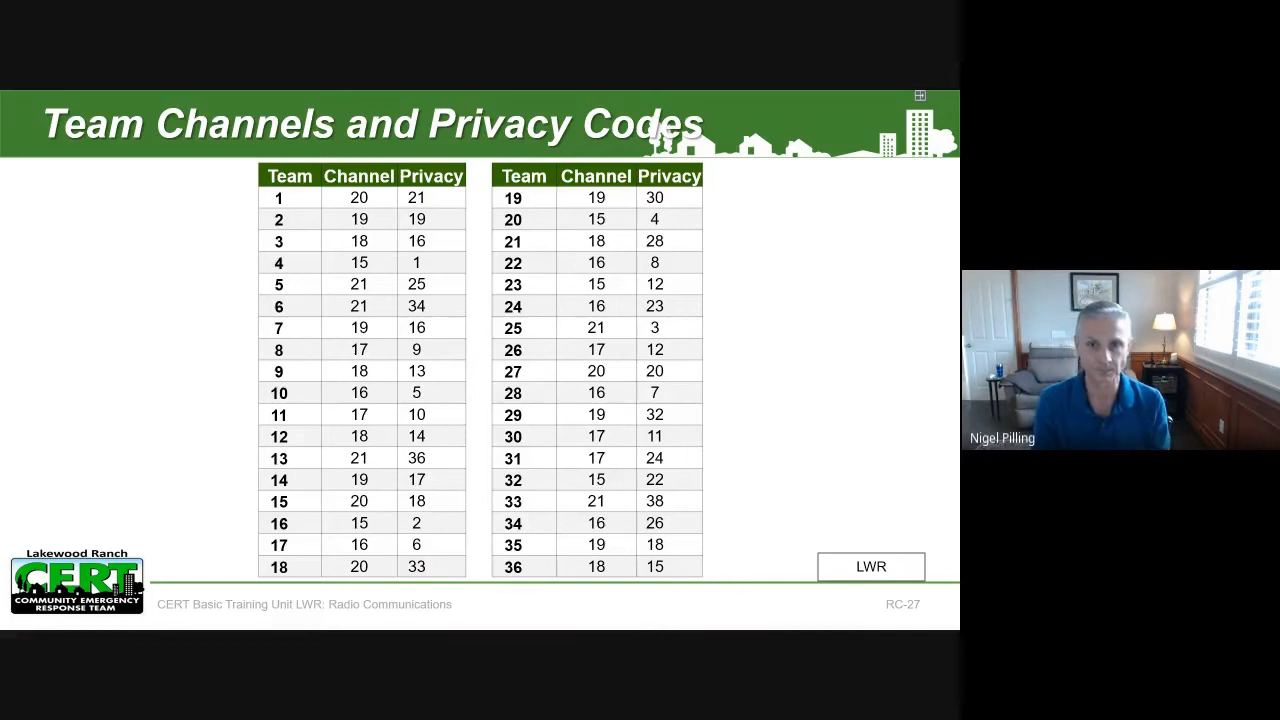 Team Channels and Privacy Codes
Team Channel Privacy
1 20 21
2 19 19
3 18 16
4 15 1
5 21 25
6 21 34
7 19 16
8 17 9
9 18 13
10 16 5
11 17 10
12 18 14
13 21 36
14 19 17
15 20 18
16 15 2
17 16 6
18 20 33
Team Channel Privacy
19 19 30
20 15 4
21 18 28
22 16 8
23 15 12
24 16 23
25 21 3
26 17 12
27 20 20
28 16 7
29 19 32
30 17 11
31 17 24
32 15 22
33 21 38
34 16 26
35 19 18
36 18 15
Lakewood Ranch
CERT
COMMUNITY EMERGENCY
RESPONSE TEAM
CERT Basic Training Unit LWR: Radio Communications
LWR
RC-27
Nigel Pilling